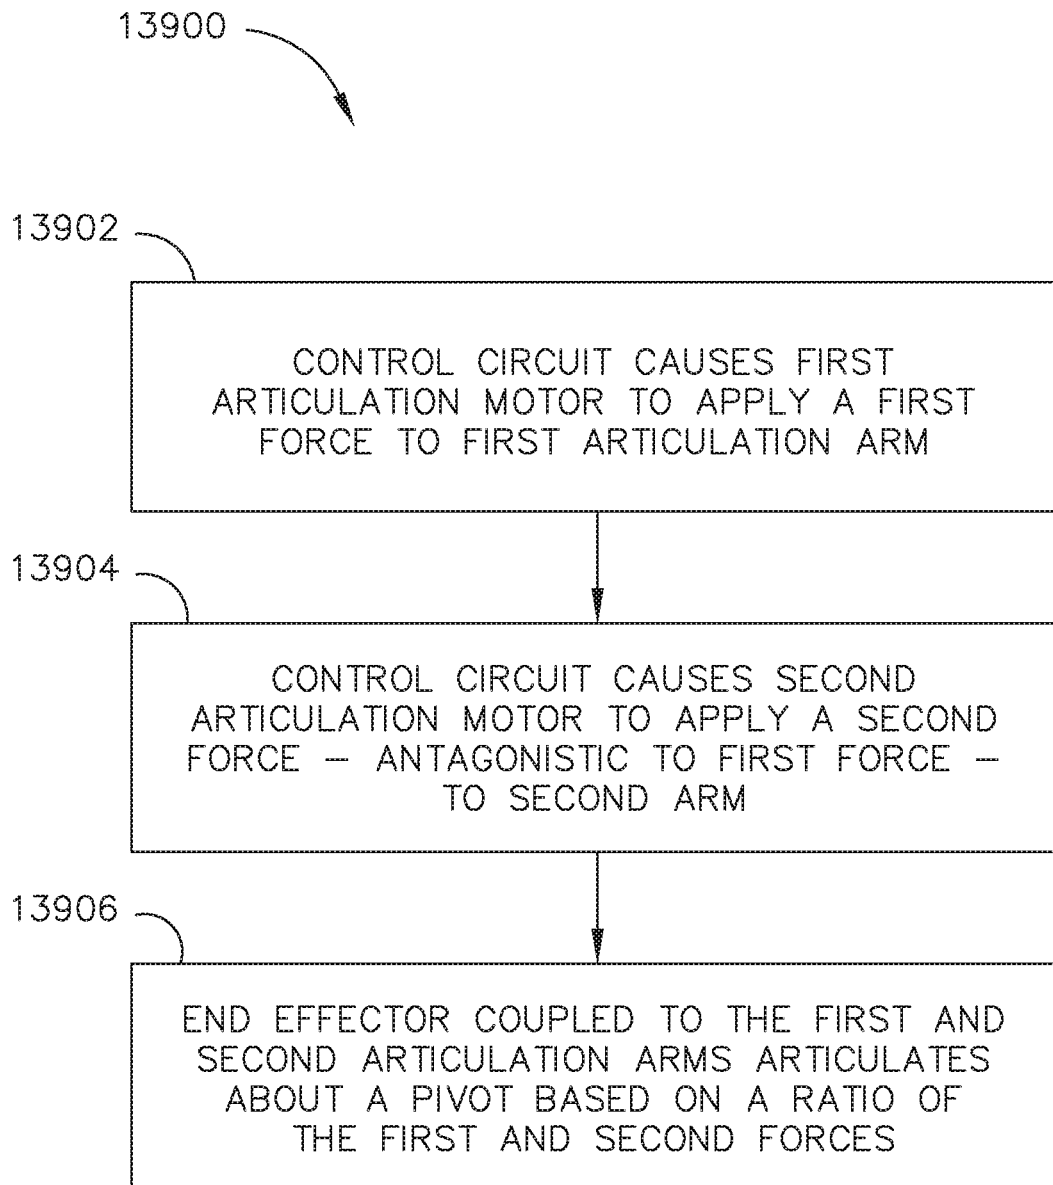 13900
13902
CONTROL CIRCUIT CAUSES FIRST
ARTICULATION MOTOR TO APPLY A FIRST
FORCE TO FIRST ARTICULATION ARM
13904
CONTROL CIRCUIT CAUSES SECOND
ARTICULATION MOTOR TO APPLY A SECOND
FORCE – ANTAGONISTIC TO FIRST FORCE –
TO SECOND ARM
13906
END EFFECTOR COUPLED TO THE FIRST AND
SECOND ARTICULATION ARMS ARTICULATES
ABOUT A PIVOT BASED ON A RATIO OF
THE FIRST AND SECOND FORCES